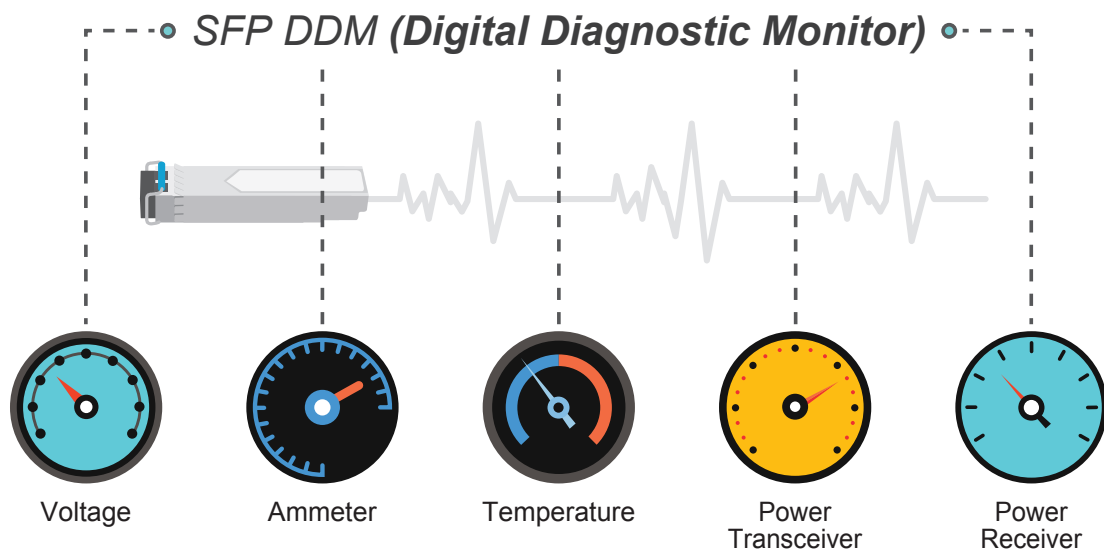 SFP DDM (Digital Diagnostic Monitor)
Voltage
Ammeter
Temperature
Power
Transceiver
Power
Receiver